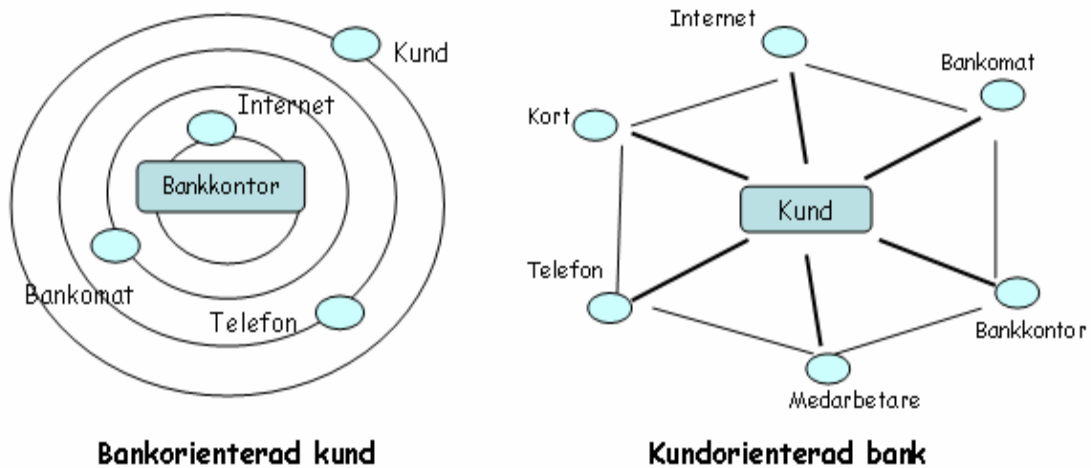 Kund
Internet
Bankkontor
Bankomat
Telefon
Bankorienterad kund
Internet
Bankomat
Kort
Kund
Telefon
Bankkontor
Medarbetare
Kundorienterad bank